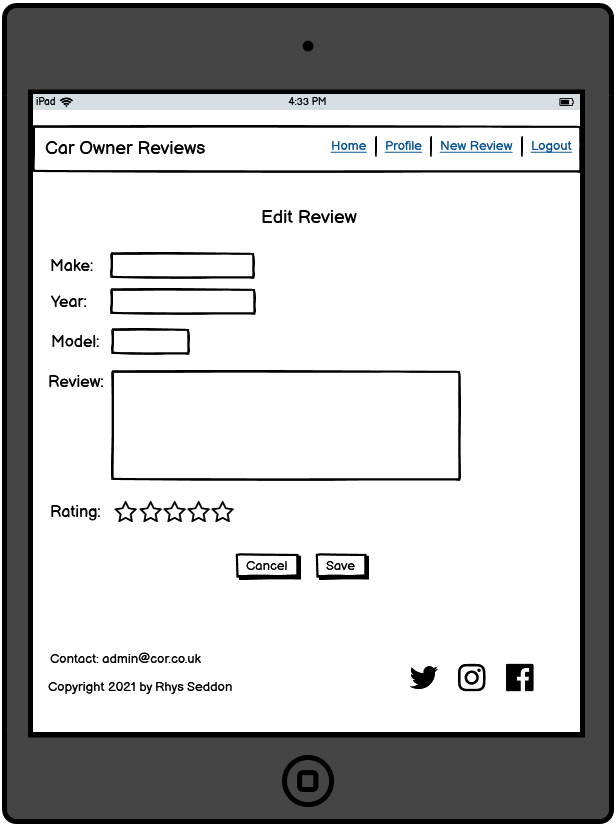 iPad 4:33 PM
Car Owner Reviews Home Profile New Review Logout
Edit Review
Make:
Year:
Model:
Review:
Rating:
Cancel Save
Contact: admin@cor.co.uk
Copyright 2021 by Rhys Seddon